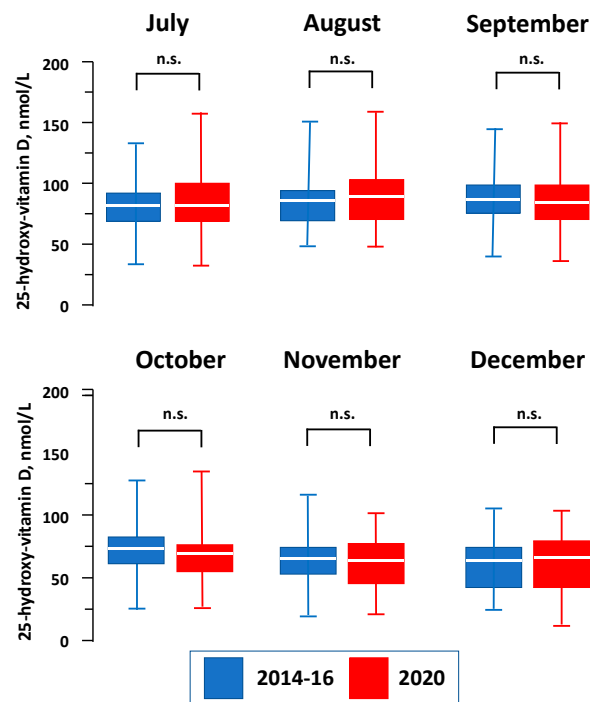 July August September
n.s. n.s. n.s.
25-hydroxy-vitamin D, nmol/L
200
150
100
50
0
October November December
n.s. n.s. n.s.
25-hydroxy-vitamin D, nmol/L
200
150
100
50
0
2014-16 2020